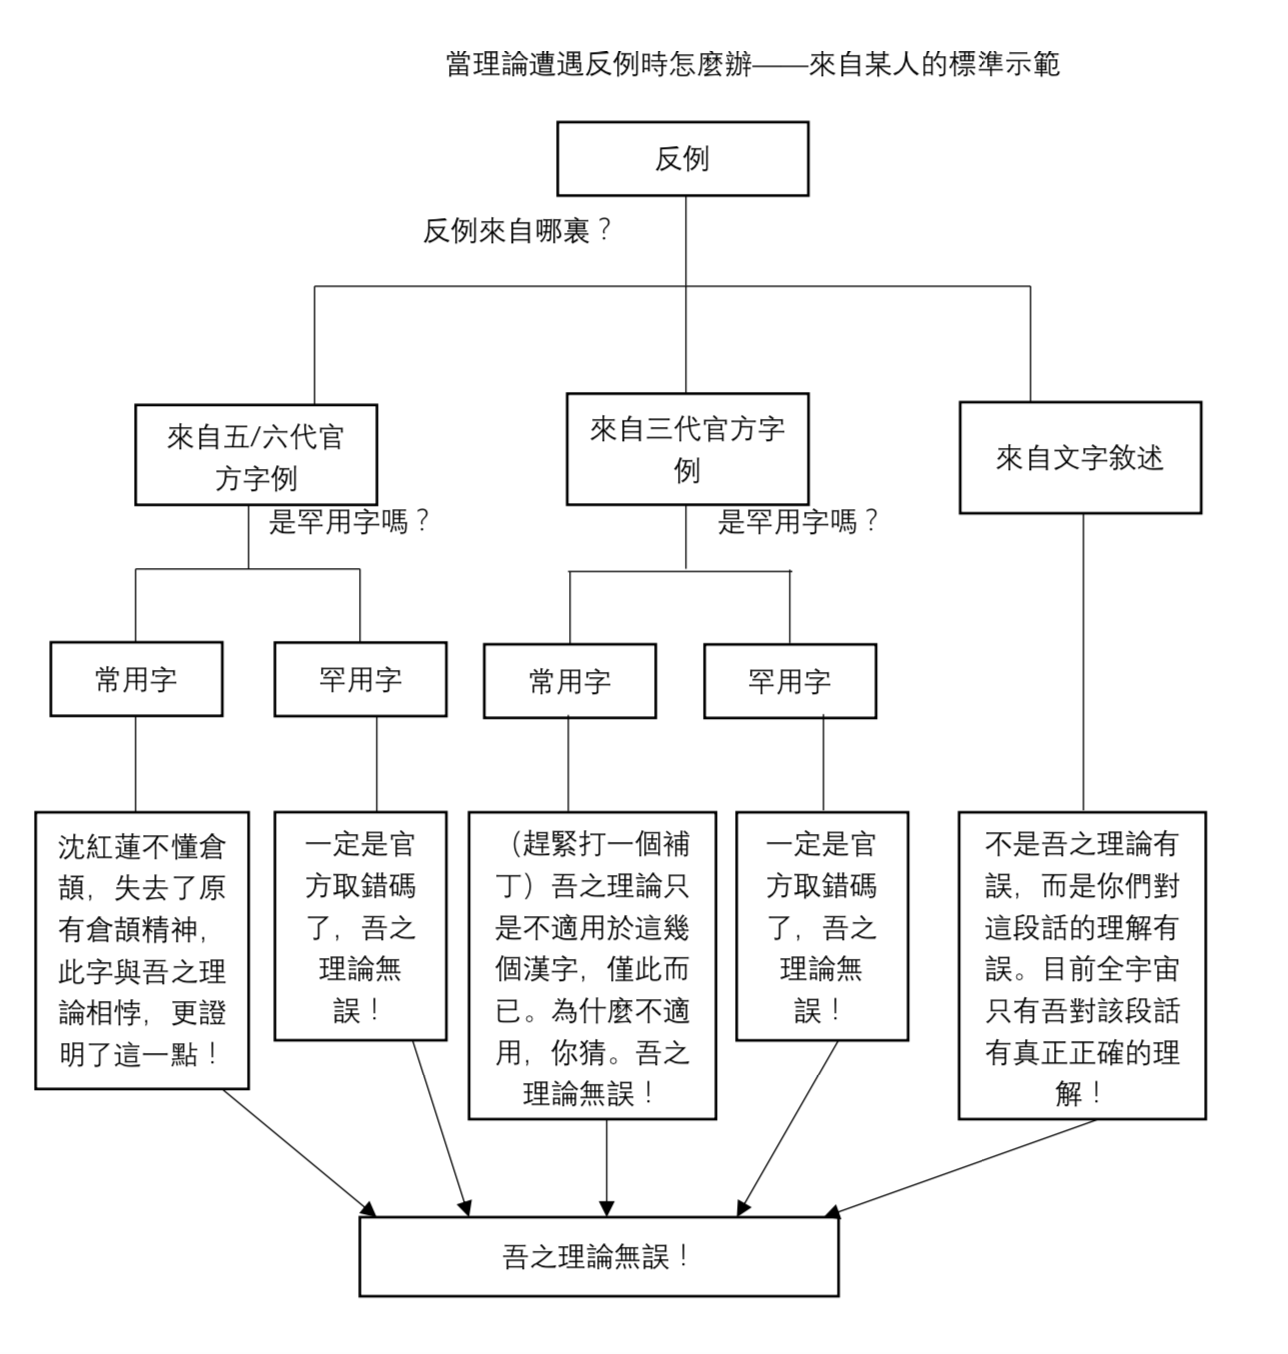 當理論遭遇反例時怎麼辦——來自某人的標準示範
反例
反例來自哪裏？
來自五/六代官
方字例
來自三代官方字
例
來自文字敘述
是罕用字嗎？
是罕用字嗎？
常用字
罕用字
常用字
罕用字
沈紅蓮不懂倉
頡，失去了原
有倉頡精神，
此字與吾之理
論相悖，更證
明了這一點！
一定是官
方取錯碼
了，吾之
理論無
誤！
（趕緊打一個補
丁）吾之理論只
是不適用於這幾
個漢字，僅此而
已。為什麼不適
用，你猜。吾之
理論無誤！
一定是官
方取錯碼
了，吾之
理論無
誤！
不是吾之理論有
誤，而是你們對
這段話的理解有
誤。目前全宇宙
只有吾對該段話
有真正正確的理
解！
吾之理論無誤！